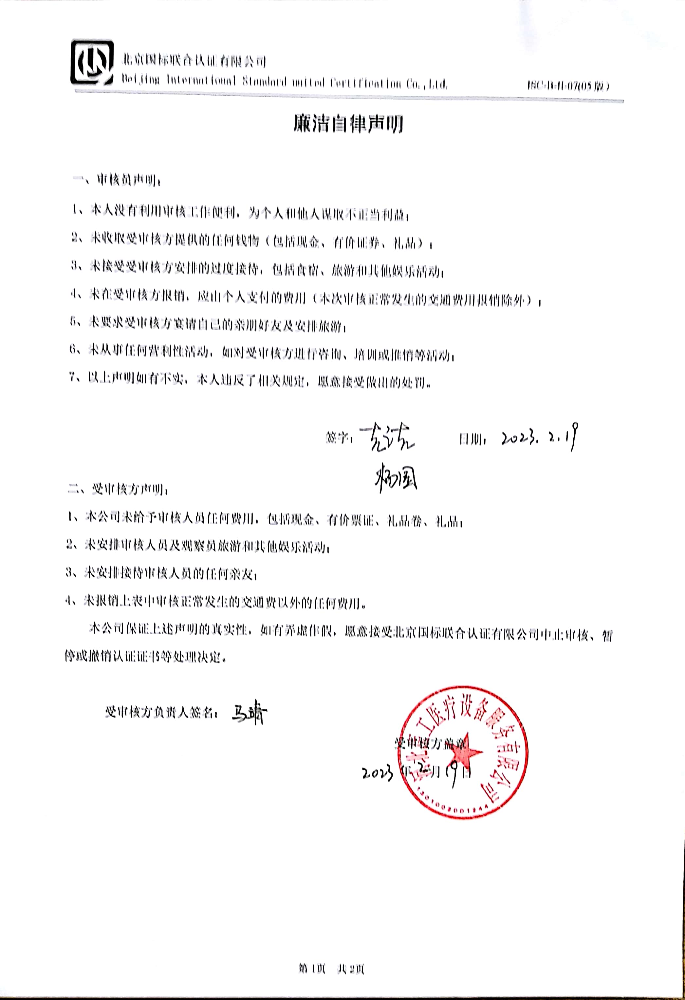 北京国标联合认证有限公司
Beijing International Standard united Certification Co.,Ltd.
ISC-B-II-07(05版)
廉洁自律声明
一、审核员声明：
1、本人没有利用审核工作便利，为个人和他人谋取不正当利益；
2、未收取受审核方提供的任何钱物（包括现金、有价证券、礼品）；
3、未接受受审核方安排的过度接待，包括食宿、旅游和其他娱乐活动；
4、未在受审核方报销，应由个人支付的费用（本次审核正常发生的交通费用报销除外）；
5、未要求受审核方宴请自己的亲朋好友及安排旅游；
6、未从事任何营利性活动，如对受审核方进行咨询、培训或推销等活动；
7、以上声明如有不实，本人违反了相关规定，愿意接受做出的处罚。
签字： 日期： 2023.2.19
二、受审核方声明：
1、本公司未给予审核人员任何费用，包括现金、有价票证、礼品卷、礼品；
2、未安排审核人员及观察员旅游和其他娱乐活动；
3、未安排接待审核人员的任何亲友；
4、未报销上表中审核正常发生的交通费以外的任何费用。
本公司保证上述声明的真实性，如有弄虚作假，愿意接受北京国标联合认证有限公司中止审核、暂
停或撤销认证证书等处理决定。
受审核方负责人签名： 马
工医疗设备服务有限公司
受审核方盖章
2023年2月19日
第1页 共2页